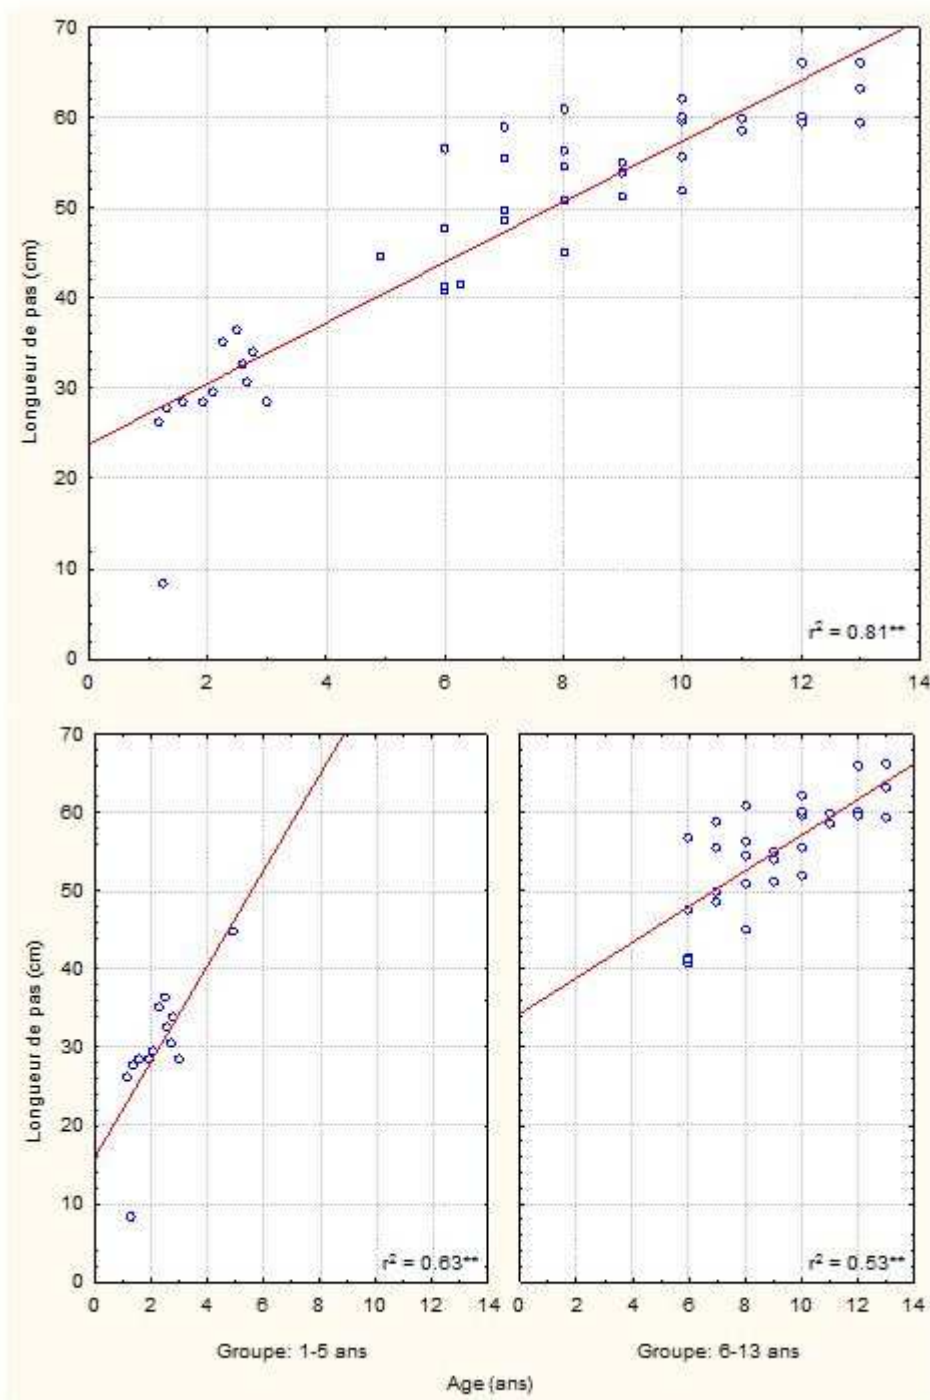 70
60
50
40
30
20
10
0
Longueur de pas (cm)
r² = 0.81**
0 2 4 6 8 10 12 14
70
60
50
40
30
20
10
0
Longueur de pas (cm)
r² = 0.63**
r² = 0.53**
0 2 4 6 8 10 12 14 0 2 4 6 8 10 12 14
Groupe: 1-5 ans Groupe: 6-13 ans
Age (ans)